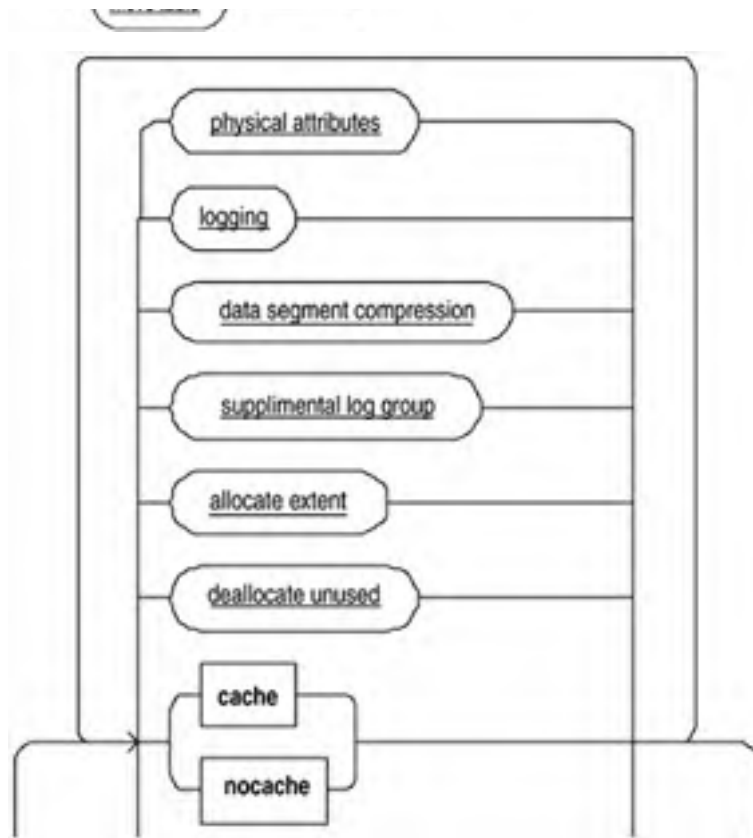 physical attributes
logging
data segment compression
supplimental log group
allocate extent
deallocate unused
cache
nocache